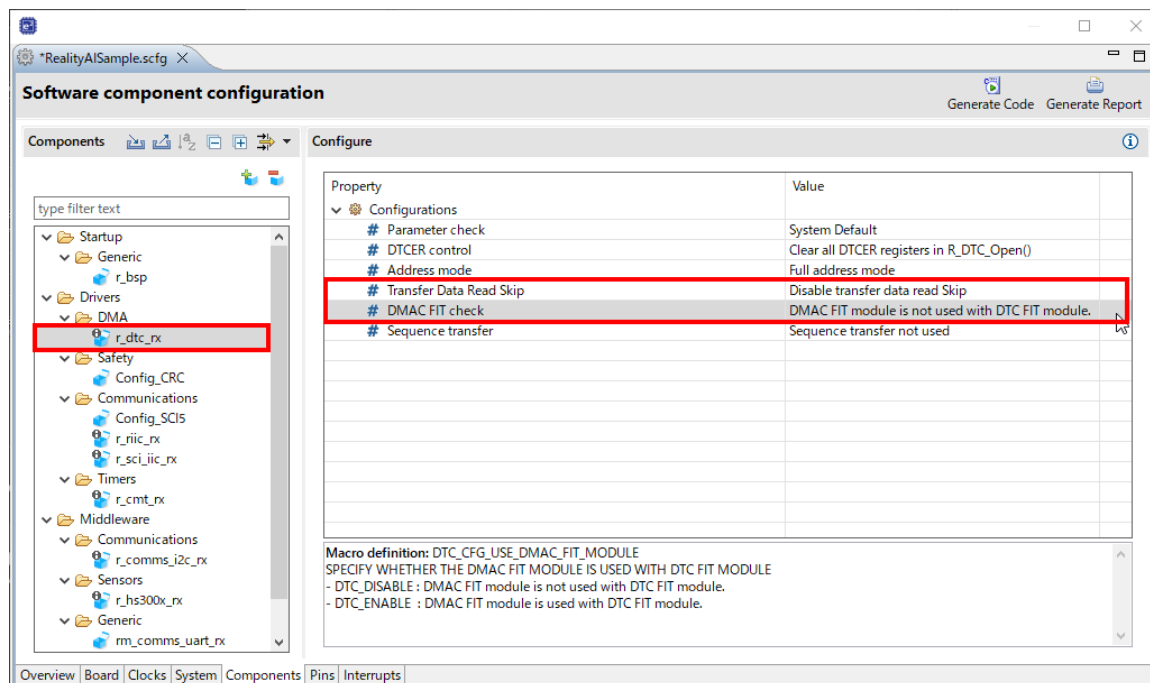 *RealityAISample.scfg
Software component configuration
Generate Code Generate Report
Components
Configure
type filter text
Startup
Generic
r_bsp
Drivers
DMA
r_dtc_rx
Safety
Config_CRC
Communications
Config_SCI5
r_riic_rx
r_sci_iic_rx
Timers
r_cmt_rx
Middleware
Communications
r_comms_i2c_rx
Sensors
r_hs300x_rx
Generic
rm_comms_uart_rx
Property Value
Configurations
# Parameter check System Default
# DTCER control Clear all DTCER registers in R_DTC_Open()
# Address mode Full address mode
# Transfer Data Read Skip Disable transfer data read Skip
# DMAC FIT check DMAC FIT module is not used with DTC FIT module.
# Sequence transfer Sequence transfer not used
Macro definition: DTC_CFG_USE_DMAC_FIT_MODULE
SPECIFY WHETHER THE DMAC FIT MODULE IS USED WITH DTC FIT MODULE
- DTC_DISABLE : DMAC FIT module is not used with DTC FIT module.
- DTC_ENABLE : DMAC FIT module is used with DTC FIT module.
Overview Board Clocks System Components Pins Interrupts